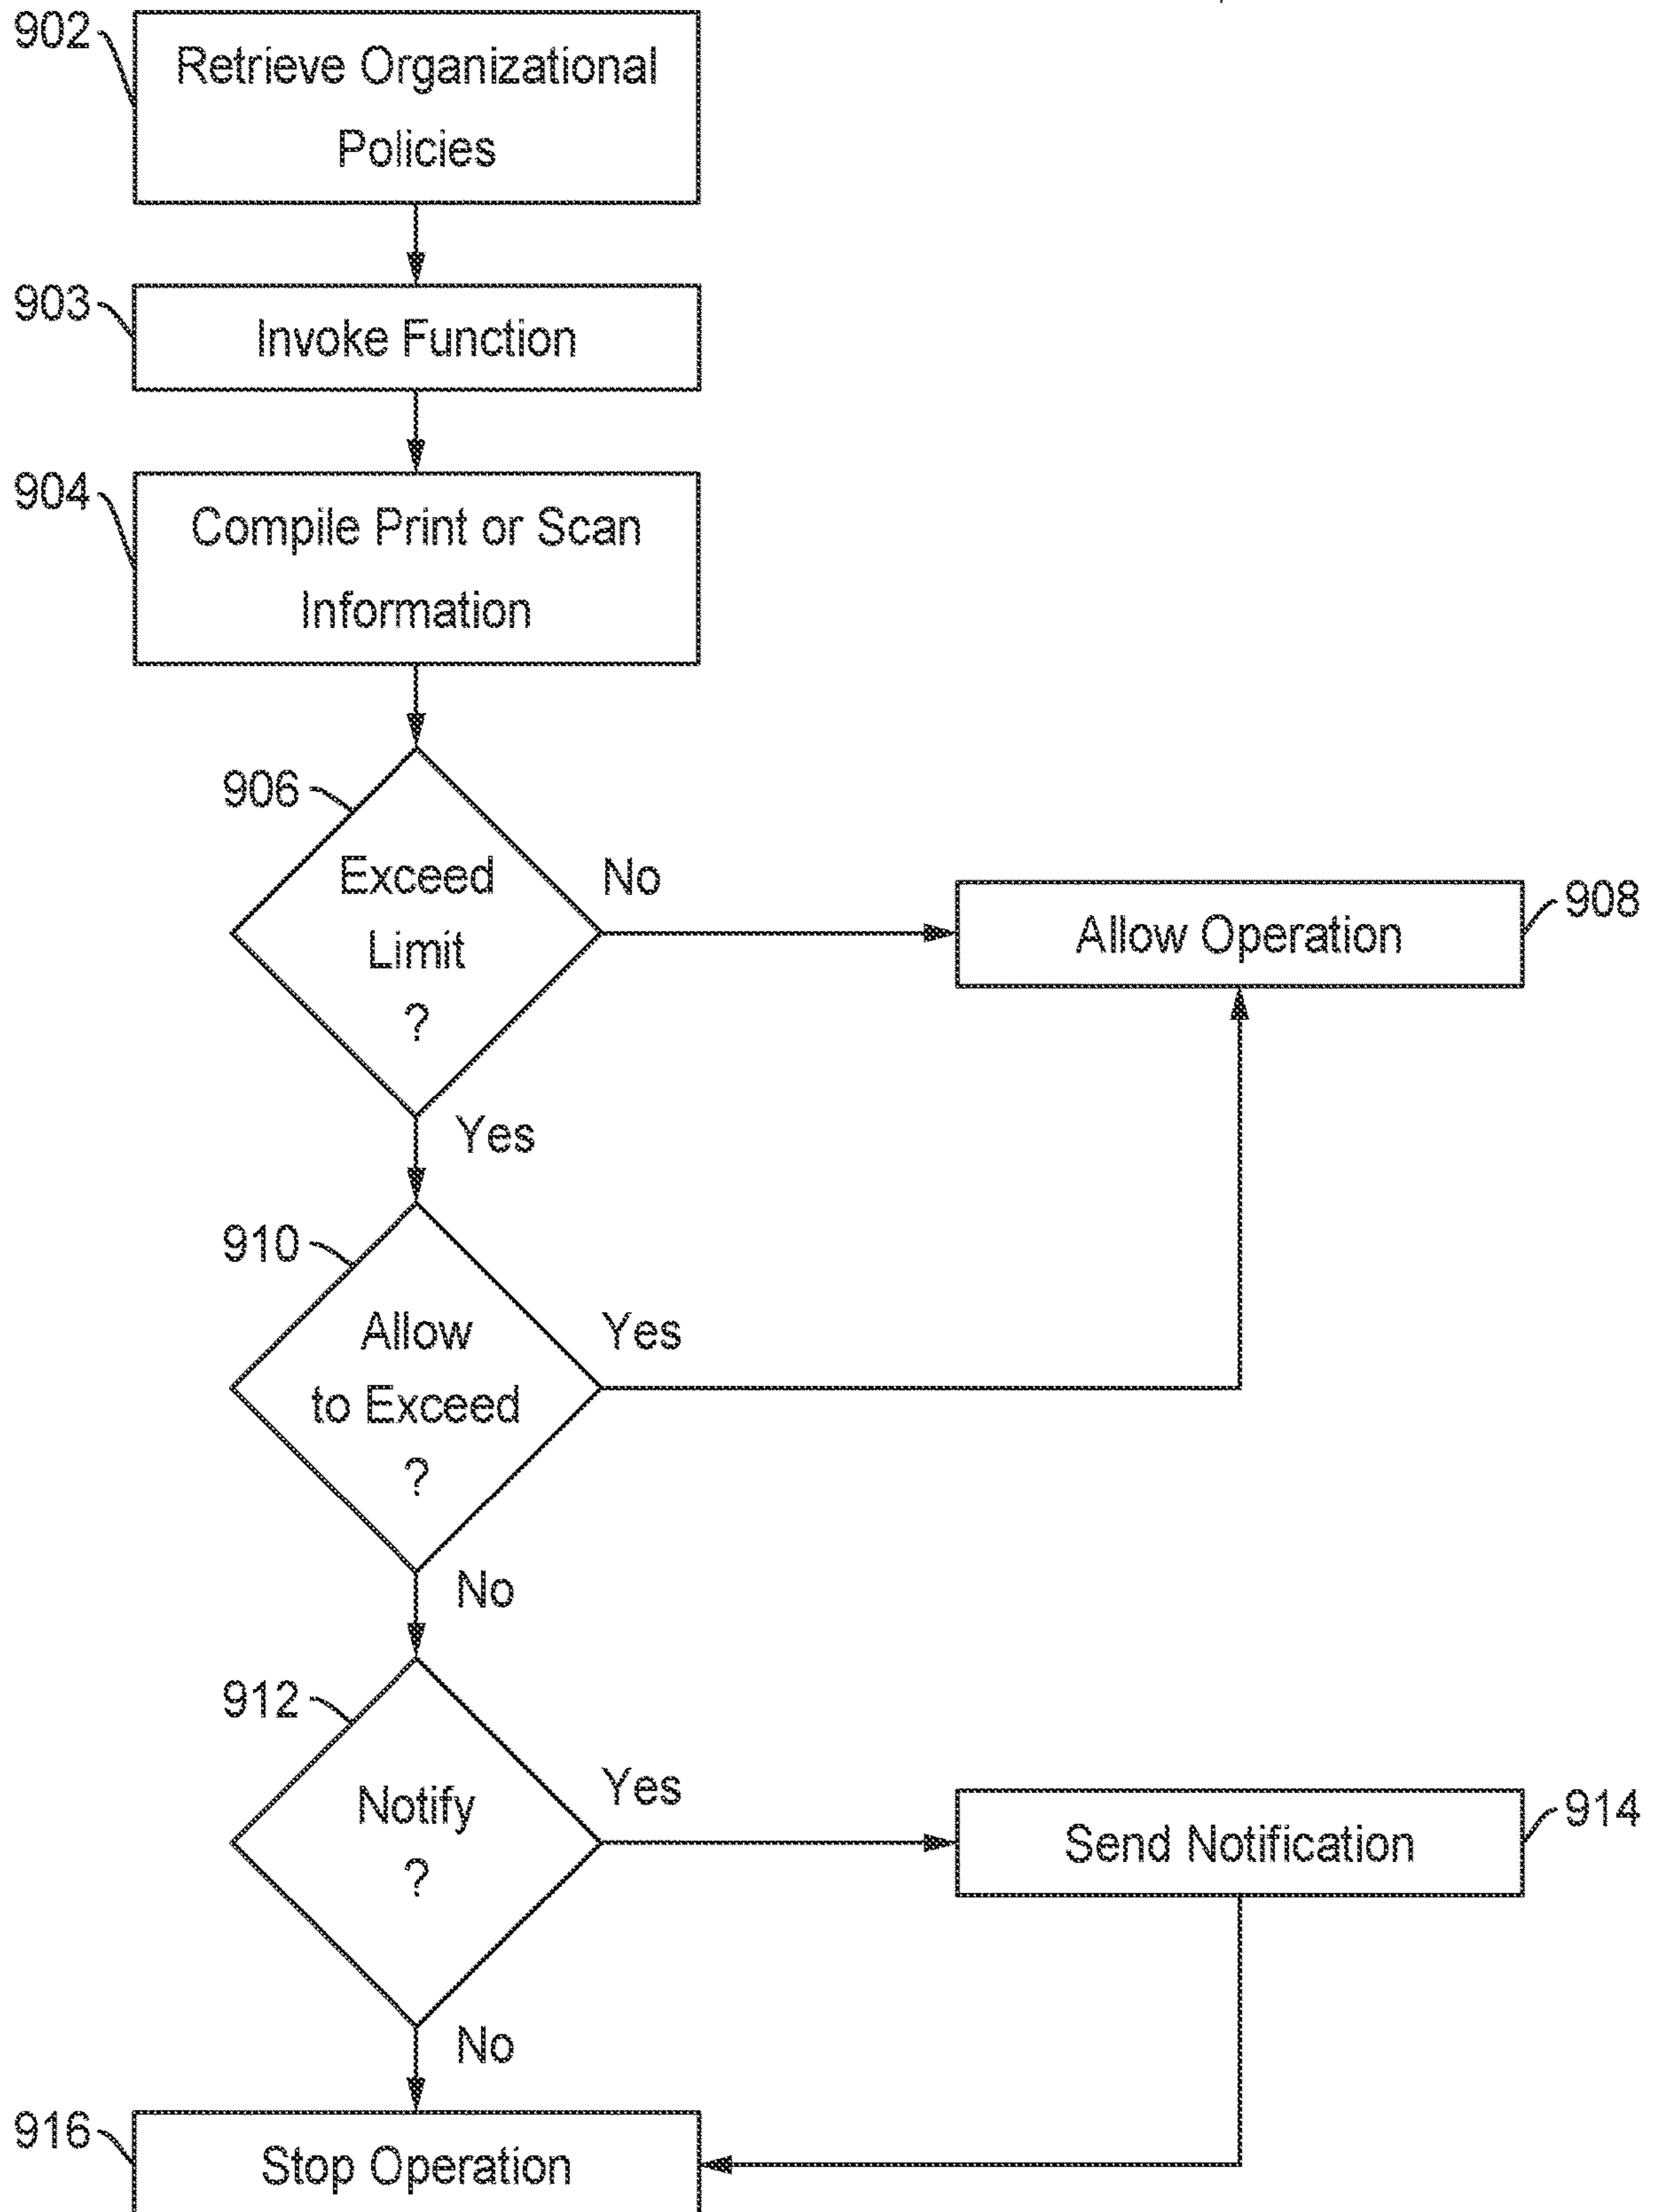 902
Retrieve Organizational
Policies
903
Invoke Function
904
Compile Print or Scan
Information
906
Exceed
Limit
?
No
Allow Operation
908
Yes
910
Allow
to Exceed
?
Yes
No
912
Notify
?
Yes
Send Notification
914
No
916
Stop Operation